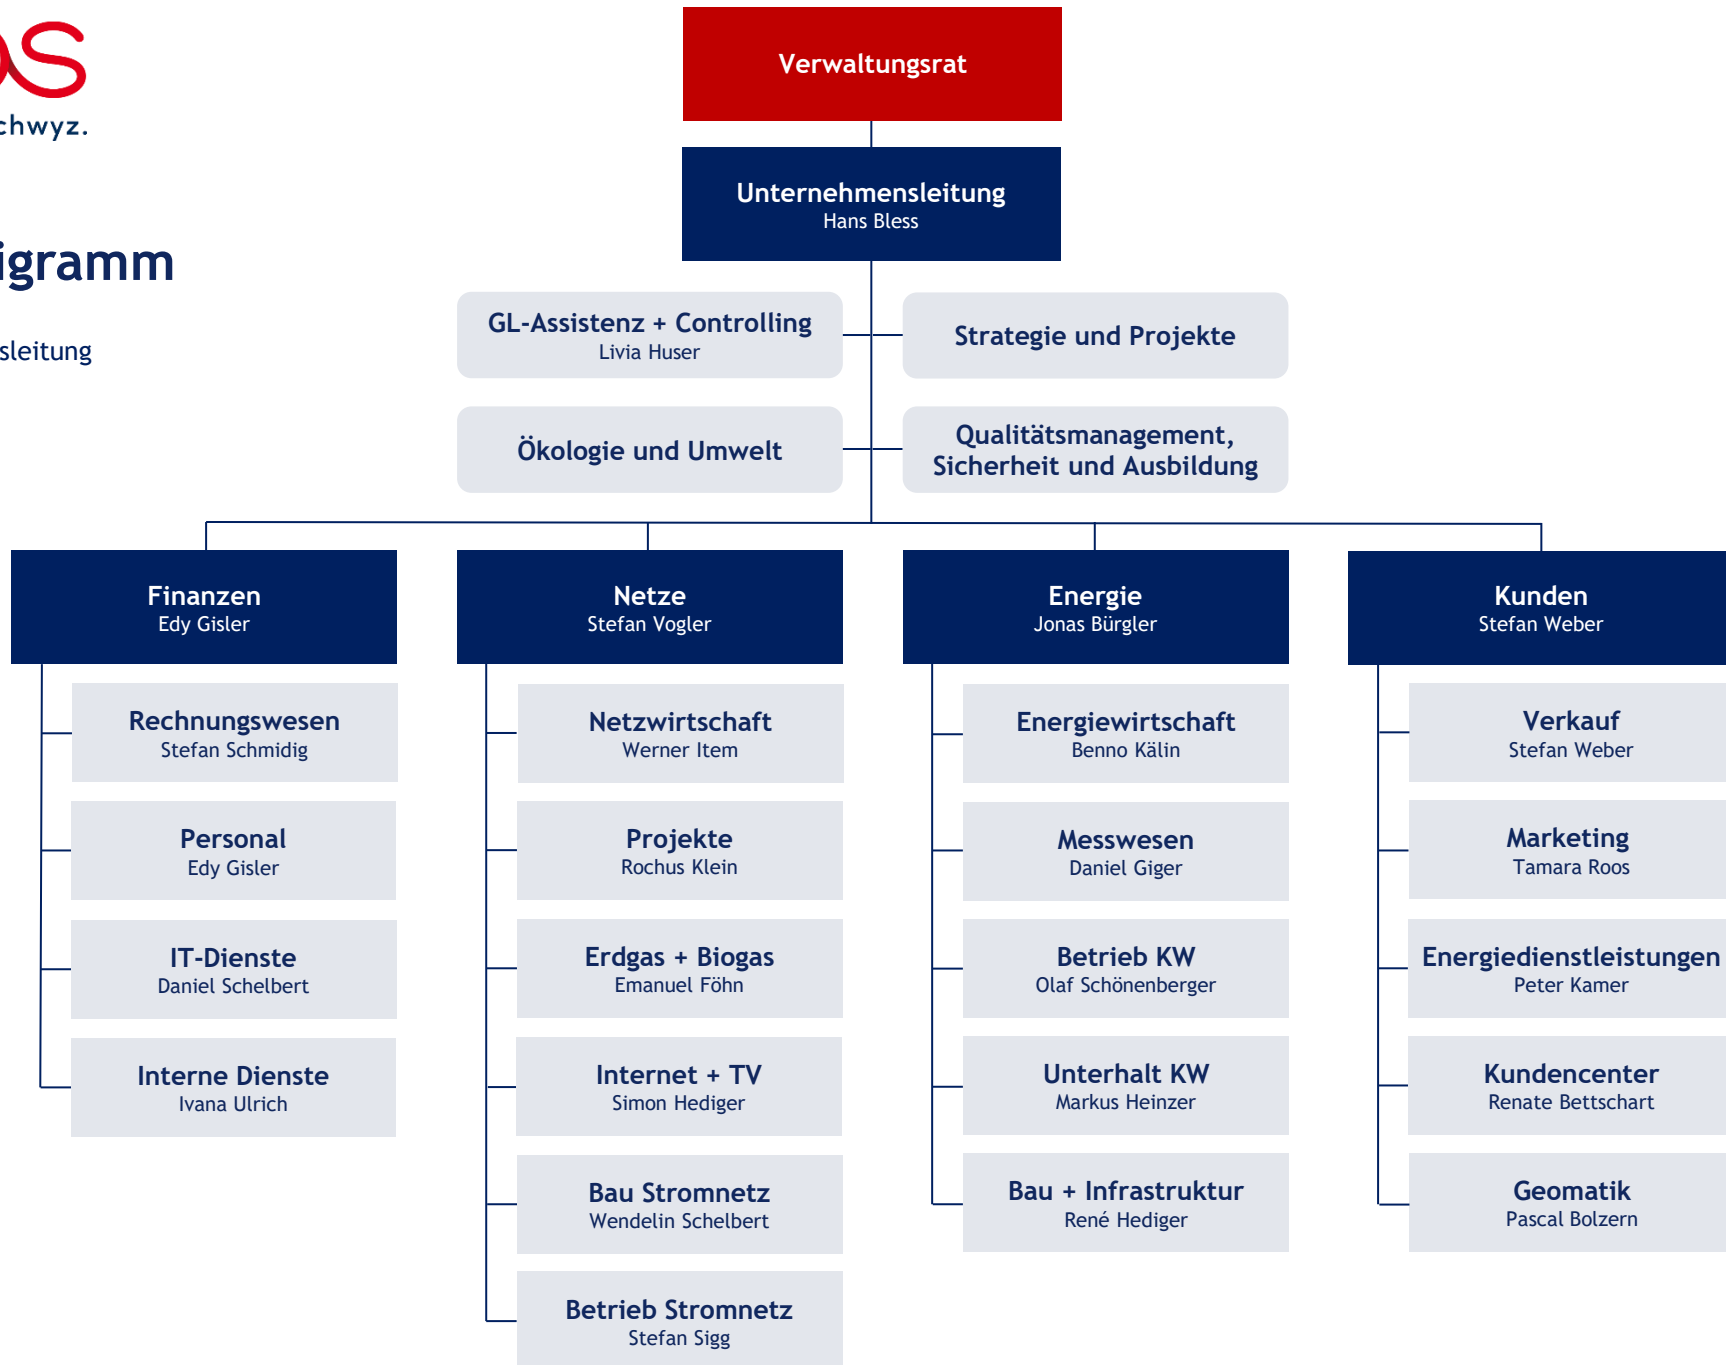 chwyz.
Verwaltungsrat
Unternehmensleitung
Hans Bless
igramm
sleitung
GL-Assistenz + Controlling
Livia Huser
Strategie und Projekte
Ökologie und Umwelt
Qualitätsmanagement,
Sicherheit und Ausbildung
Finanzen
Edy Gisler
Rechnungswesen
Stefan Schmidig
Personal
Edy Gisler
IT-Dienste
Daniel Schelbert
Interne Dienste
Ivana Ulrich
Netze
Stefan Vogler
Netzwirtschaft
Werner Item
Projekte
Rochus Klein
Erdgas + Biogas
Emanuel Föhn
Internet + TV
Simon Hediger
Bau Stromnetz
Wendelin Schelbert
Betrieb Stromnetz
Stefan Sigg
Energie
Jonas Bürgler
Energiewirtschaft
Benno Kälin
Messwesen
Daniel Giger
Betrieb KW
Olaf Schönenberger
Unterhalt KW
Markus Heinzer
Bau + Infrastruktur
René Hediger
Kunden
Stefan Weber
Verkauf
Stefan Weber
Marketing
Tamara Roos
Energiedienstleistungen
Peter Kamer
Kundencenter
Renate Bettschart
Geomatik
Pascal Bolzern